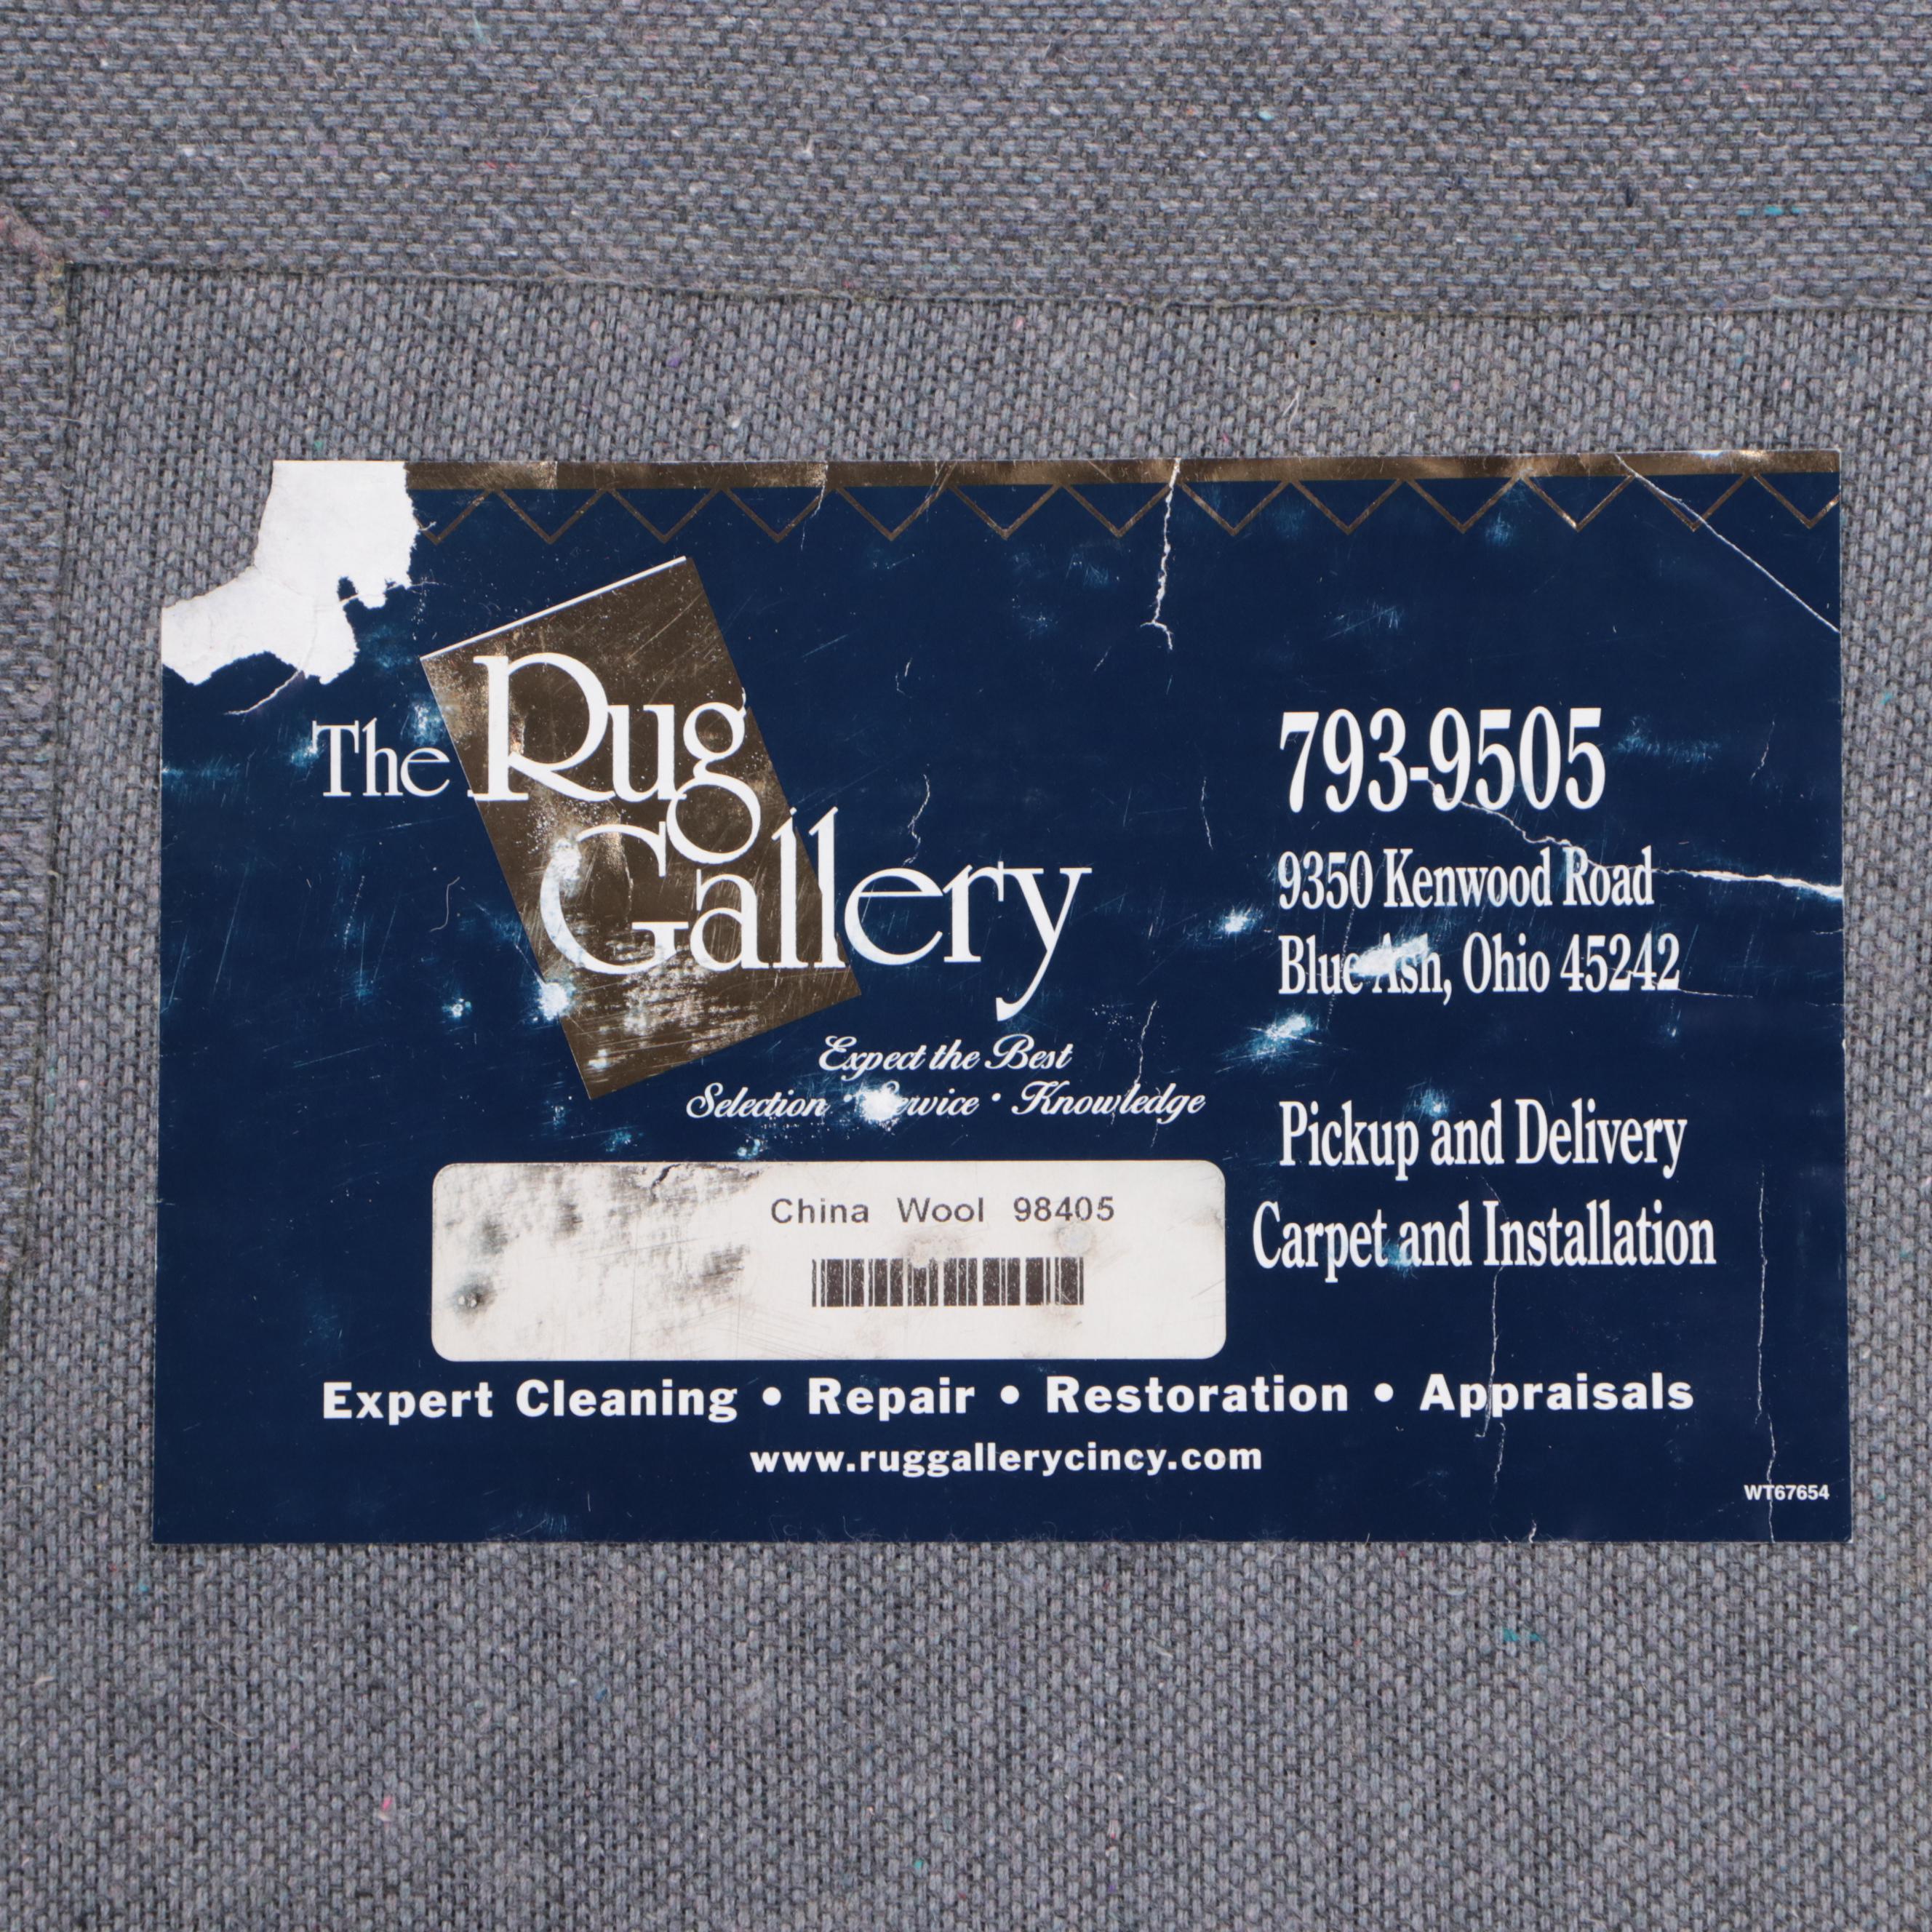 The Rug
Gallery
Expect the Best
Selection • Service • Knowledge
793-9505
9350 Kenwood Road
Blue Ash, Ohio 45242
Pickup and Delivery
Carpet and Installation
China Wool 98405
Expert Cleaning • Repair • Restoration • Appraisals
www.ruggallerycincy.com
WT67654